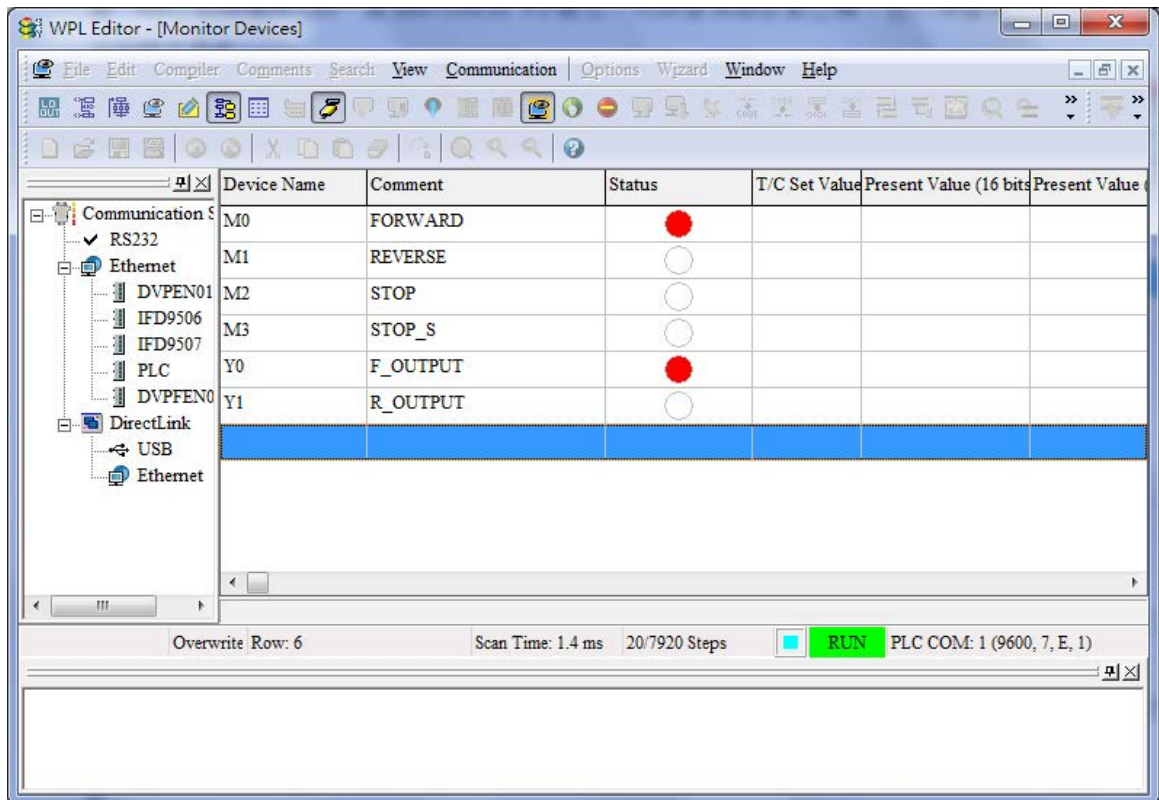 WPL Editor - [Monitor Devices]
File Edit Compiler Comments Search View Communication Options Wizard Window Help
Device Name Comment Status T/C Set Value Present Value (16 bits Present Value (
Communication S
RS232
Ethernet
DVPEN01
IFD9506
IFD9507
PLC
DVPFEN0
DirectLink
USB
Ethernet
M0 FORWARD
M1 REVERSE
M2 STOP
M3 STOP_S
Y0 F_OUTPUT
Y1 R_OUTPUT
Overwrite Row: 6 Scan Time: 1.4 ms 20/7920 Steps RUN PLC COM: 1 (9600, 7, E, 1)